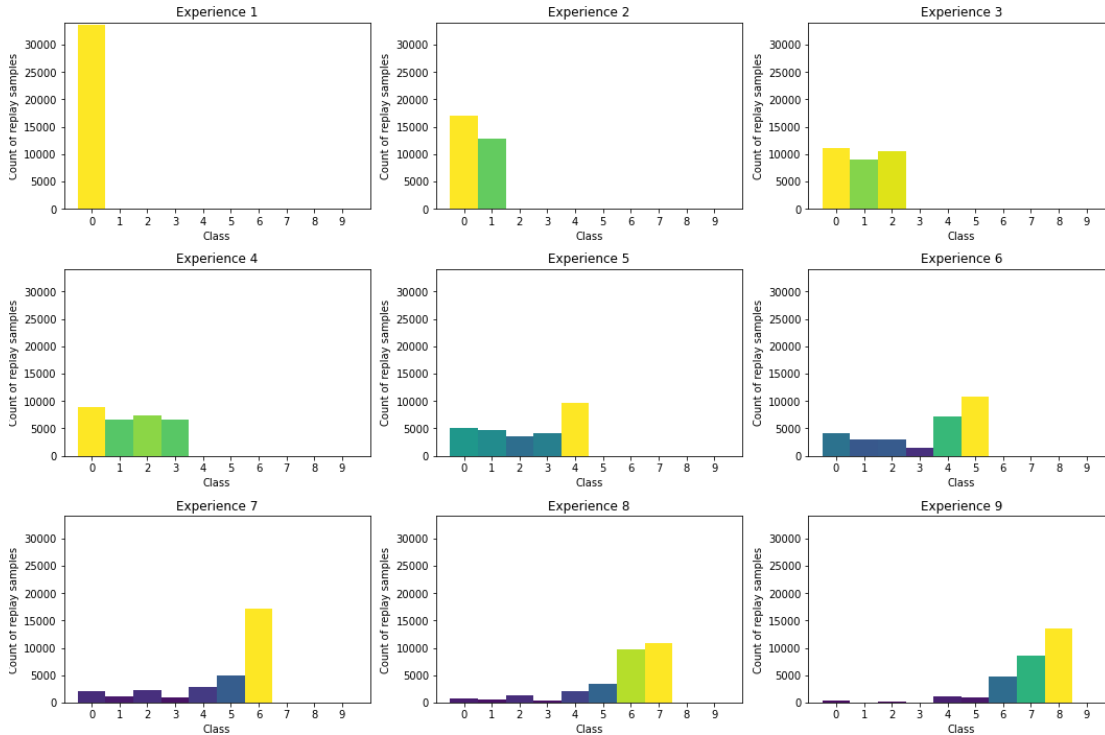 Experience 1
Count of replay samples
30000
25000
20000
15000
10000
5000
0
0 1 2 3 4 5 6 7 8 9
Class
Experience 2
Count of replay samples
30000
25000
20000
15000
10000
5000
0
0 1 2 3 4 5 6 7 8 9
Class
Experience 3
Count of replay samples
30000
25000
20000
15000
10000
5000
0
0 1 2 3 4 5 6 7 8 9
Class
Experience 4
Count of replay samples
30000
25000
20000
15000
10000
5000
0
0 1 2 3 4 5 6 7 8 9
Class
Experience 5
Count of replay samples
30000
25000
20000
15000
10000
5000
0
0 1 2 3 4 5 6 7 8 9
Class
Experience 6
Count of replay samples
30000
25000
20000
15000
10000
5000
0
0 1 2 3 4 5 6 7 8 9
Class
Experience 7
Count of replay samples
30000
25000
20000
15000
10000
5000
0
0 1 2 3 4 5 6 7 8 9
Class
Experience 8
Count of replay samples
30000
25000
20000
15000
10000
5000
0
0 1 2 3 4 5 6 7 8 9
Class
Experience 9
Count of replay samples
30000
25000
20000
15000
10000
5000
0
0 1 2 3 4 5 6 7 8 9
Class